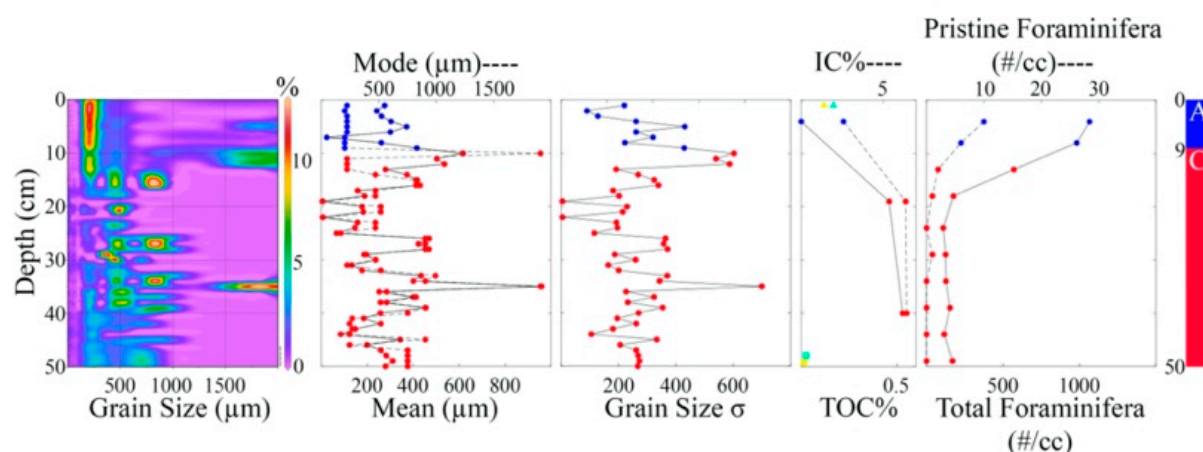 Pristine Foraminifera
Mode (µm)----
IC%----
(#/cc)----
%
500 1000 1500
5
10 20 30
0
10
20
30
40
50
Depth (cm)
10
5
0
0
A
9
C
50
500 1000 1500
200 400 600 800
200 400 600
0.5
500 1000
Grain Size (µm)
Mean (µm)
Grain Size σ
TOC%
Total Foraminifera
(#/cc)